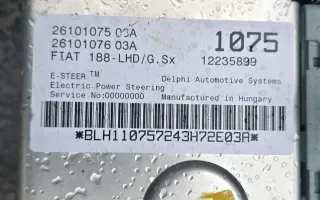 26101075 03A
26101076 03A
1075
FIAT 188-LHD/G.Sx
12235899
E-STEER™
Delphi Automotive Systems
Electric Power Steering
Service No:00000000
Manufactured in Hungary
*BLH110757243H72E03A*